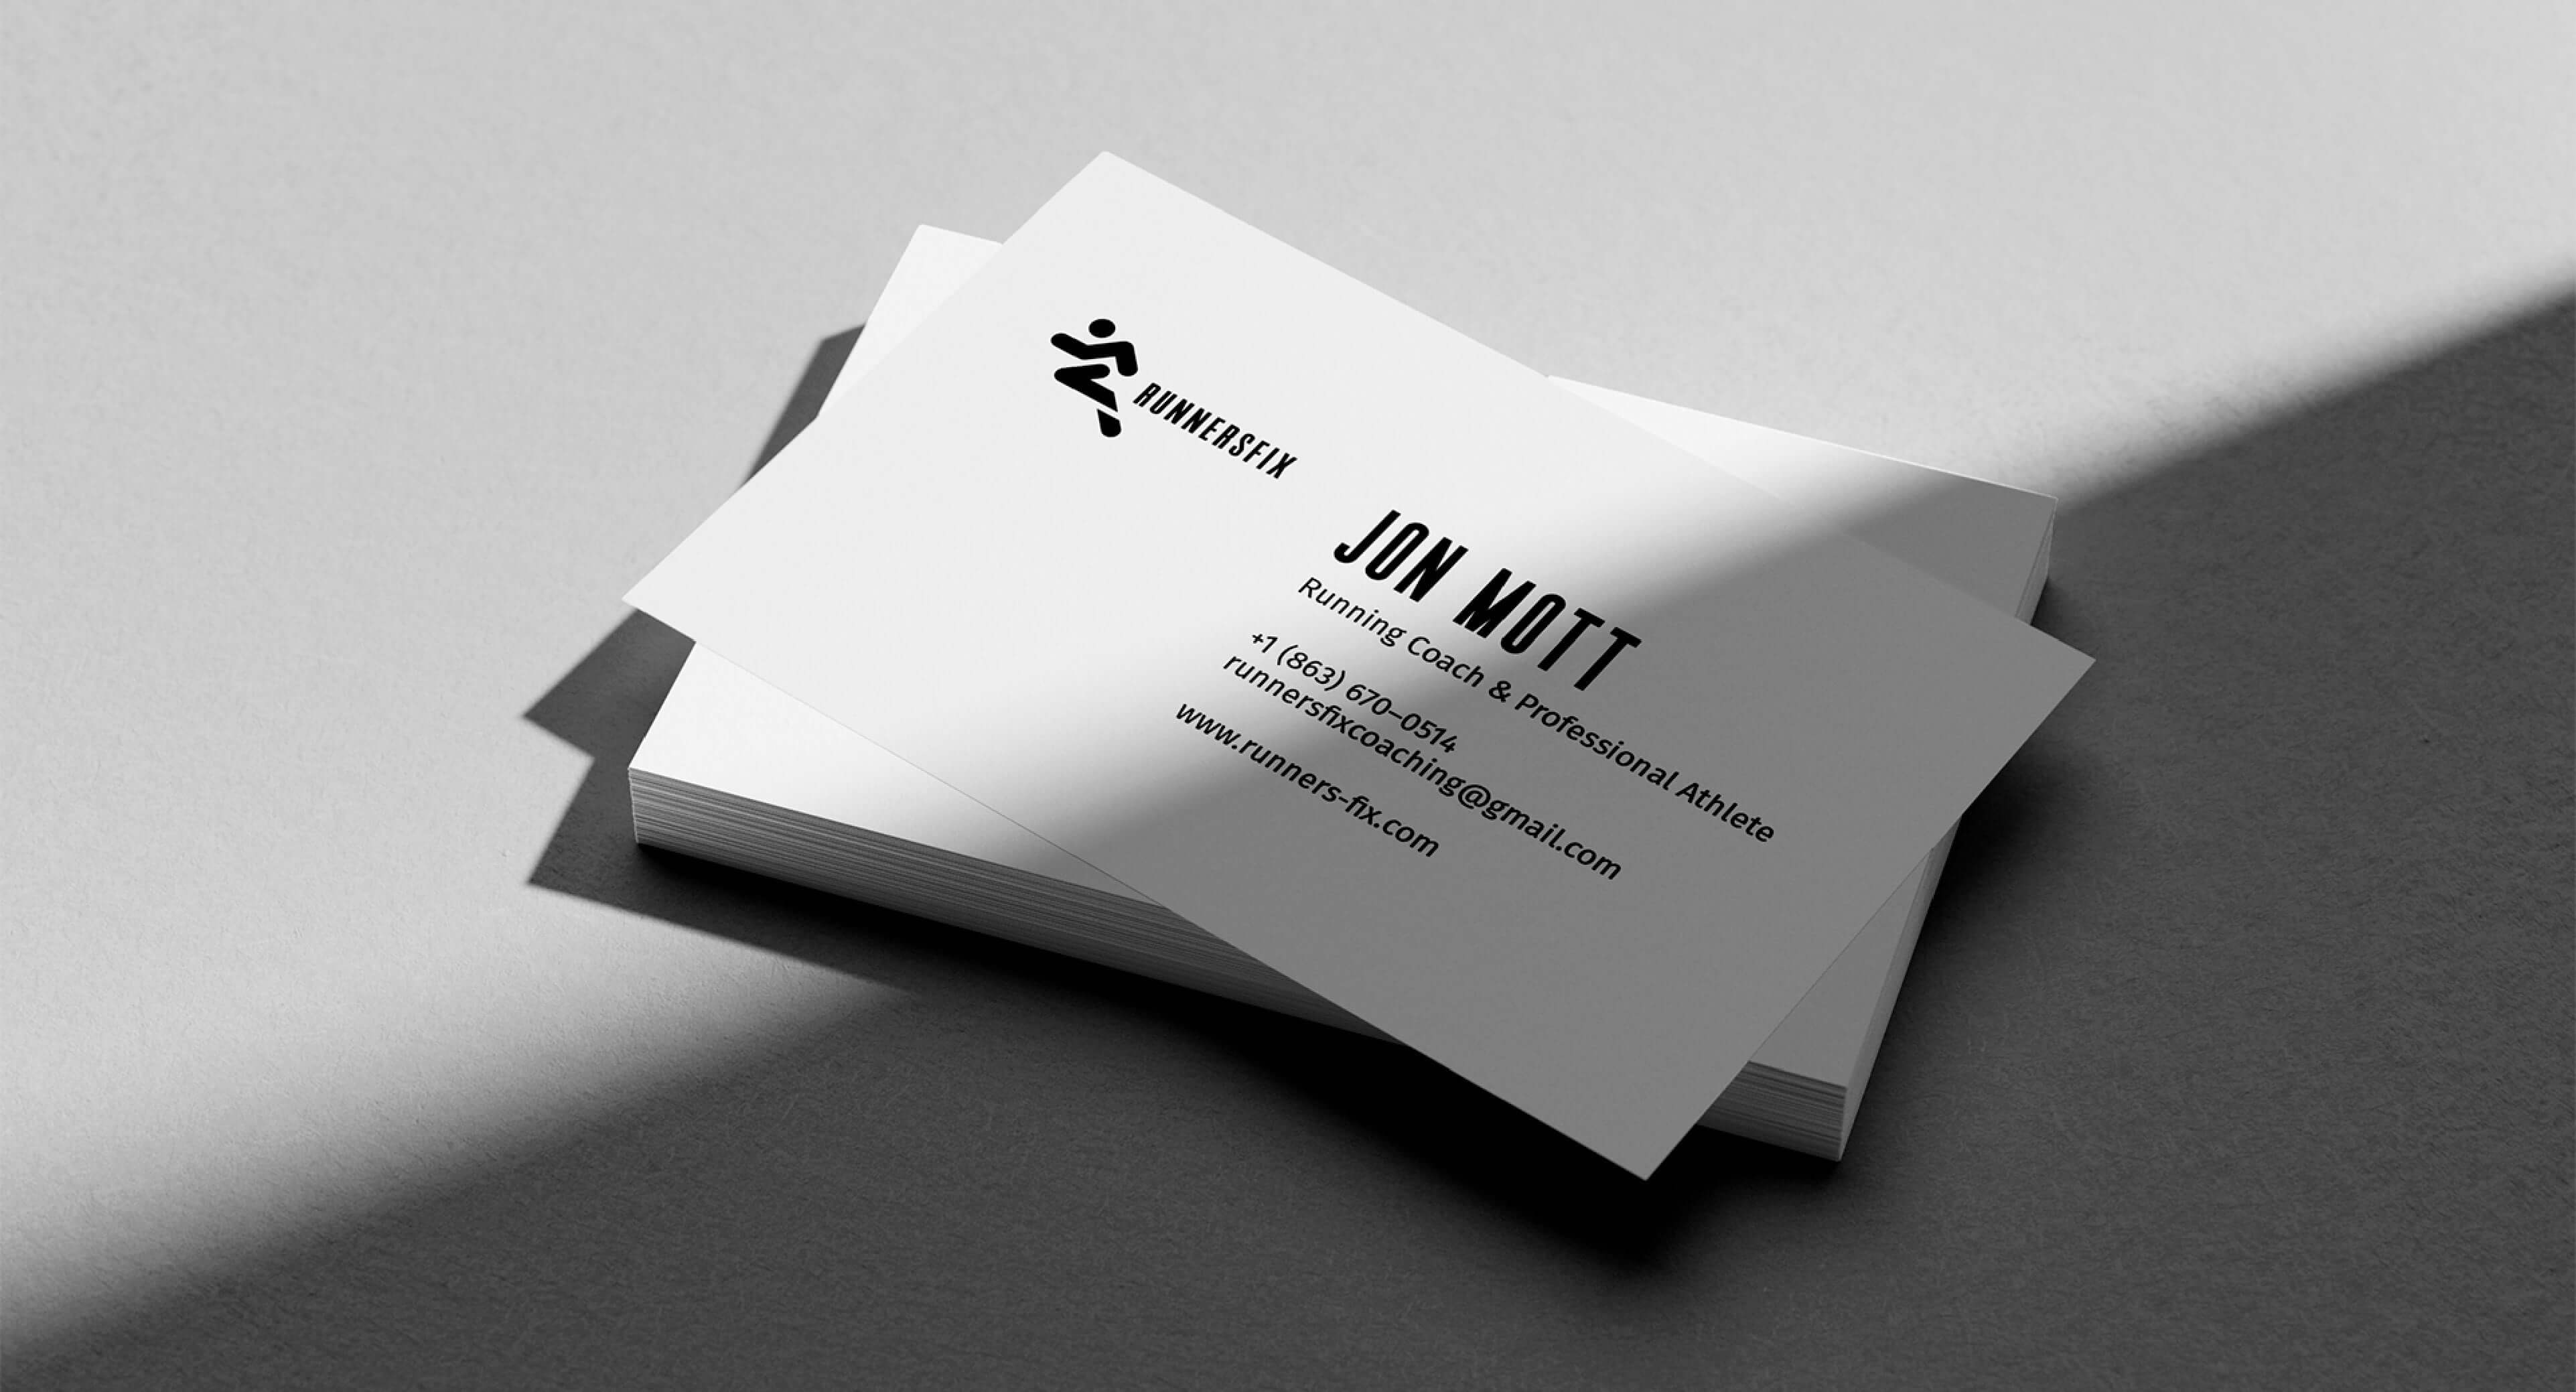 RUNNERSFIX
JON MOTT
Running Coach & Professional Athlete
+1 (863) 670–0514
runnersfixcoaching@gmail.com
www.runners-fix.com